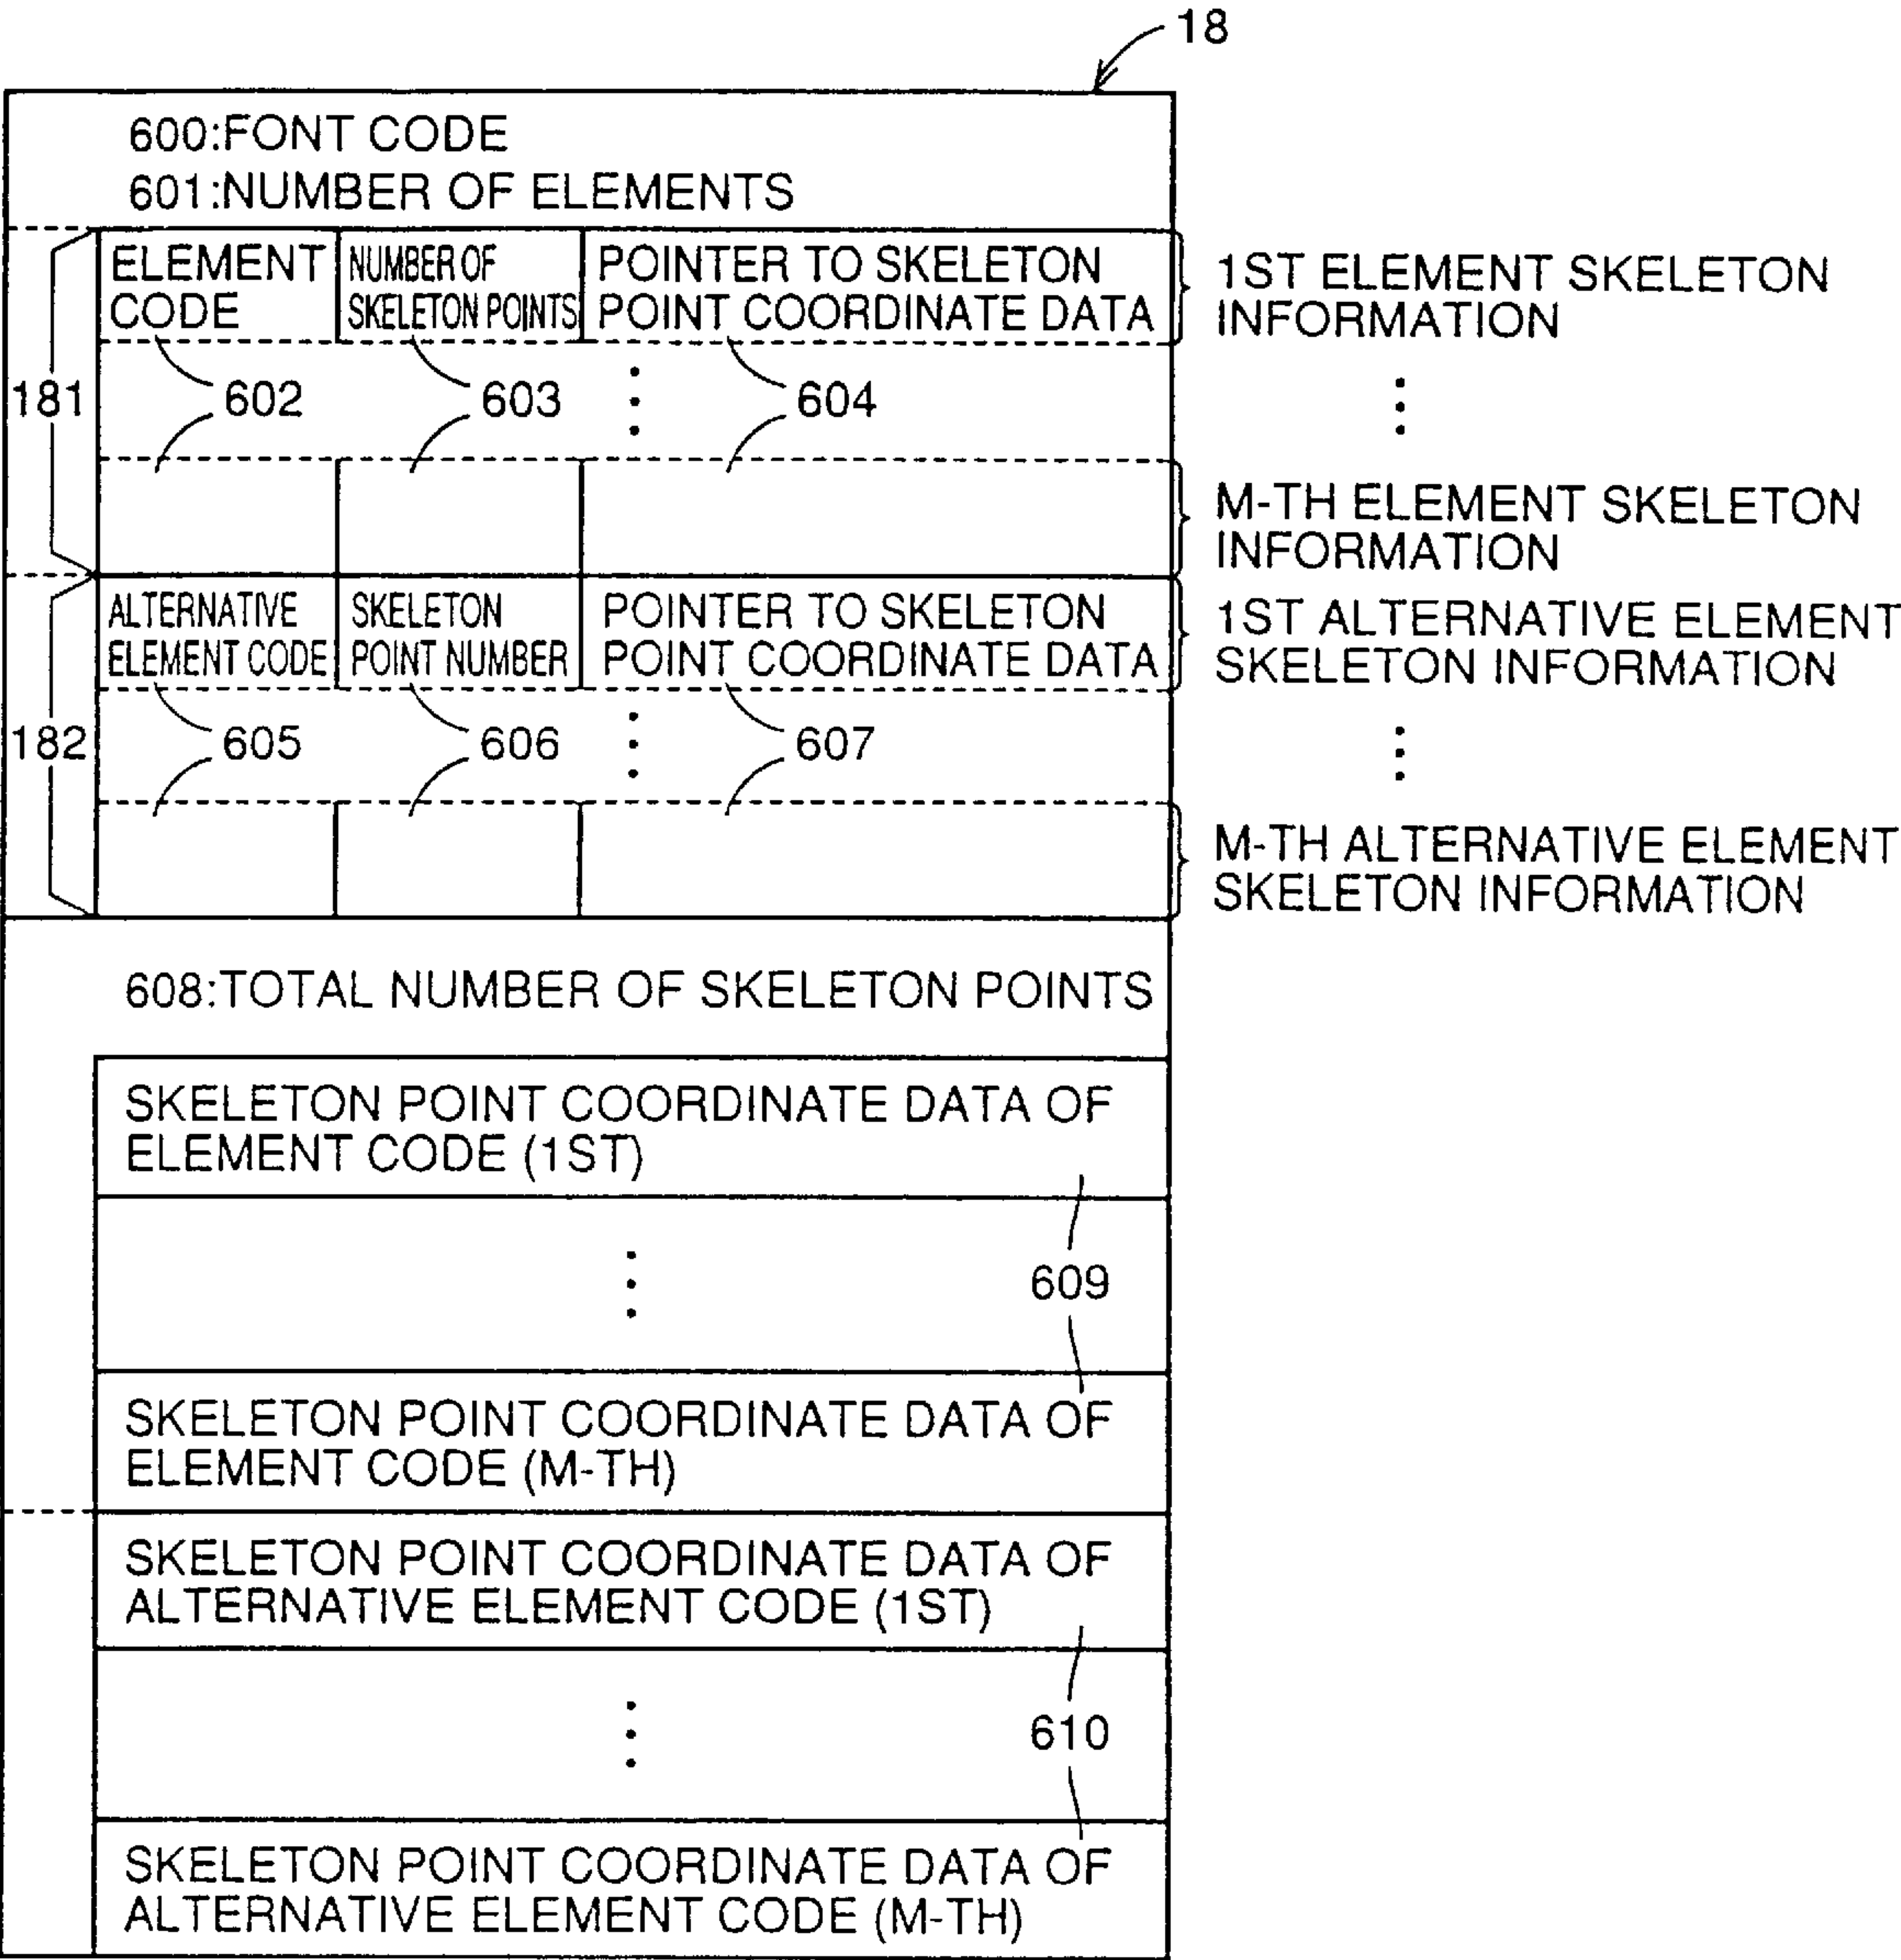 18
600:FONT CODE
601:NUMBER OF ELEMENTS
ELEMENT
CODE
NUMBER OF
SKELETON POINTS
POINTER TO SKELETON
POINT COORDINATE DATA
1ST ELEMENT SKELETON
INFORMATION
181
602
603
604
M-TH ELEMENT SKELETON
INFORMATION
ALTERNATIVE
ELEMENT CODE
SKELETON
POINT NUMBER
POINTER TO SKELETON
POINT COORDINATE DATA
1ST ALTERNATIVE ELEMENT
SKELETON INFORMATION
182
605
606
607
M-TH ALTERNATIVE ELEMENT
SKELETON INFORMATION
608:TOTAL NUMBER OF SKELETON POINTS
SKELETON POINT COORDINATE DATA OF
ELEMENT CODE (1ST)
609
SKELETON POINT COORDINATE DATA OF
ELEMENT CODE (M-TH)
SKELETON POINT COORDINATE DATA OF
ALTERNATIVE ELEMENT CODE (1ST)
610
SKELETON POINT COORDINATE DATA OF
ALTERNATIVE ELEMENT CODE (M-TH)